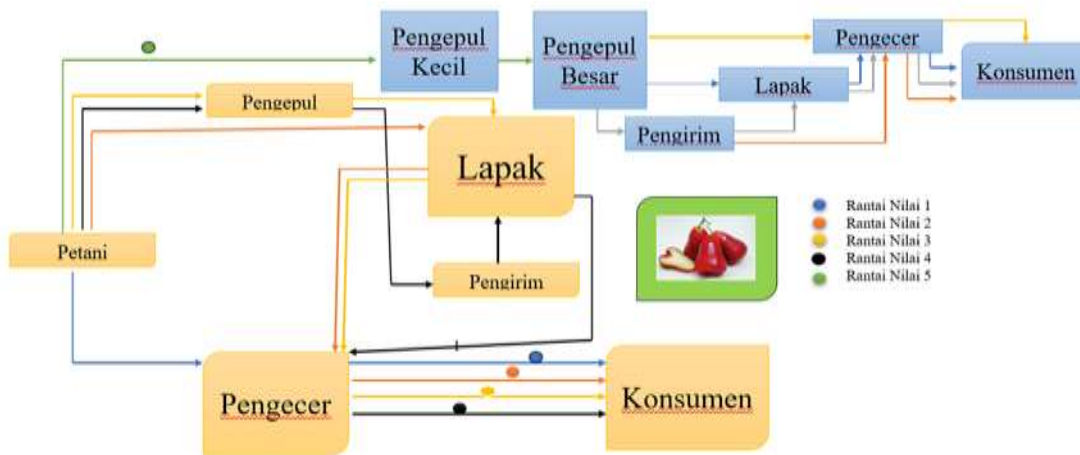 Pengepul
Kecil
Pengepul
Besar
Pengecer
Konsumen
Lapak
Pengirim
Pengepul
Lapak
Petani
Pengirim
Rantai Nilai 1
Rantai Nilai 2
Rantai Nilai 3
Rantai Nilai 4
Rantai Nilai 5
Pengecer
Konsumen